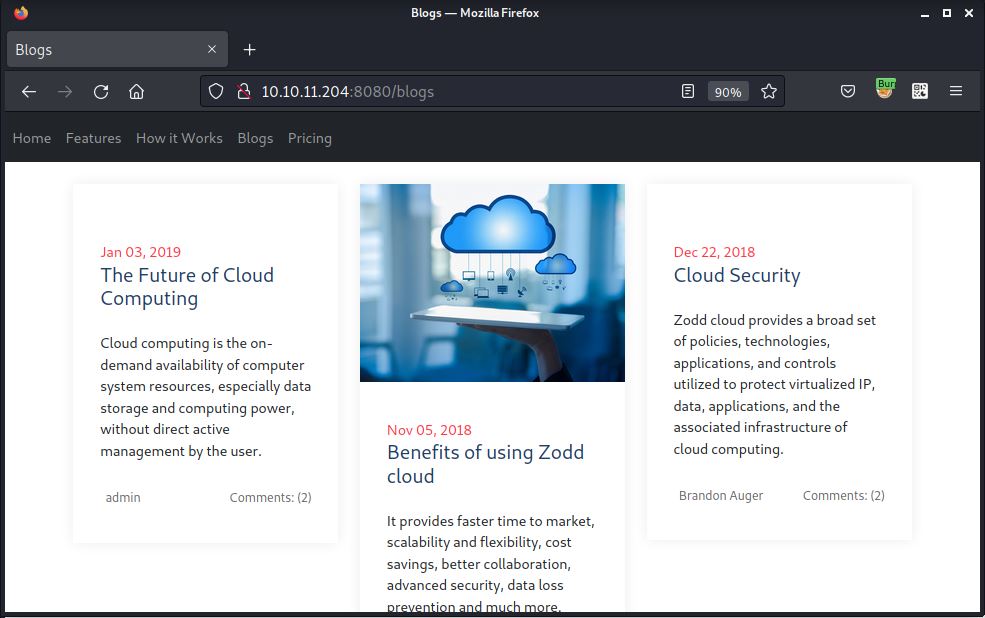 Blogs — Mozilla Firefox
Blogs
10.10.11.204:8080/blogs
90%
Bur
Home Features How it Works Blogs Pricing
Jan 03, 2019
The Future of Cloud
Computing
Cloud computing is the on-
demand availability of computer
system resources, especially data
storage and computing power,
without direct active
management by the user.
admin Comments: (2)
Nov 05, 2018
Benefits of using Zodd
cloud
It provides faster time to market,
scalability and flexibility, cost
savings, better collaboration,
advanced security, data loss
prevention and much more.
Dec 22, 2018
Cloud Security
Zodd cloud provides a broad set
of policies, technologies,
applications, and controls
utilized to protect virtualized IP,
data, applications, and the
associated infrastructure of
cloud computing.
Brandon Auger Comments: (2)